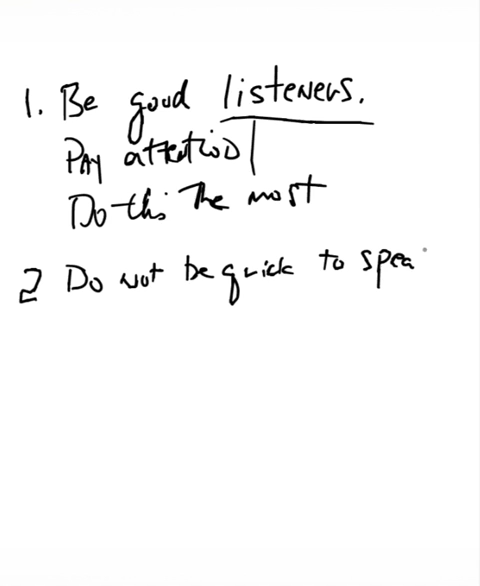 1. Be good listeners.
Pay attention
Do this The most
2 Do not be quick to spea